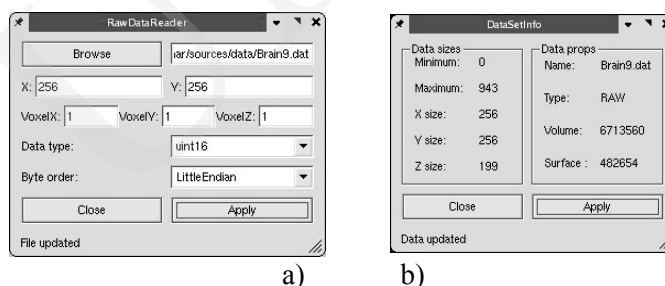 RawDataReader
Browse
ar/sources/data/Brain9.dat
X: 256 Y: 256
VoxelX: 1 VoxelY: 1 VoxelZ: 1
Data type: uint16
Byte order: LittleEndian
Close Apply
File updated
a)
DataSetInfo
Data sizes
Minimum: 0
Maximum: 943
X size: 256
Y size: 256
Z size: 199
Data props
Name: Brain9.dat
Type: RAW
Volume: 6713560
Surface : 482654
Close Apply
Data updated
b)